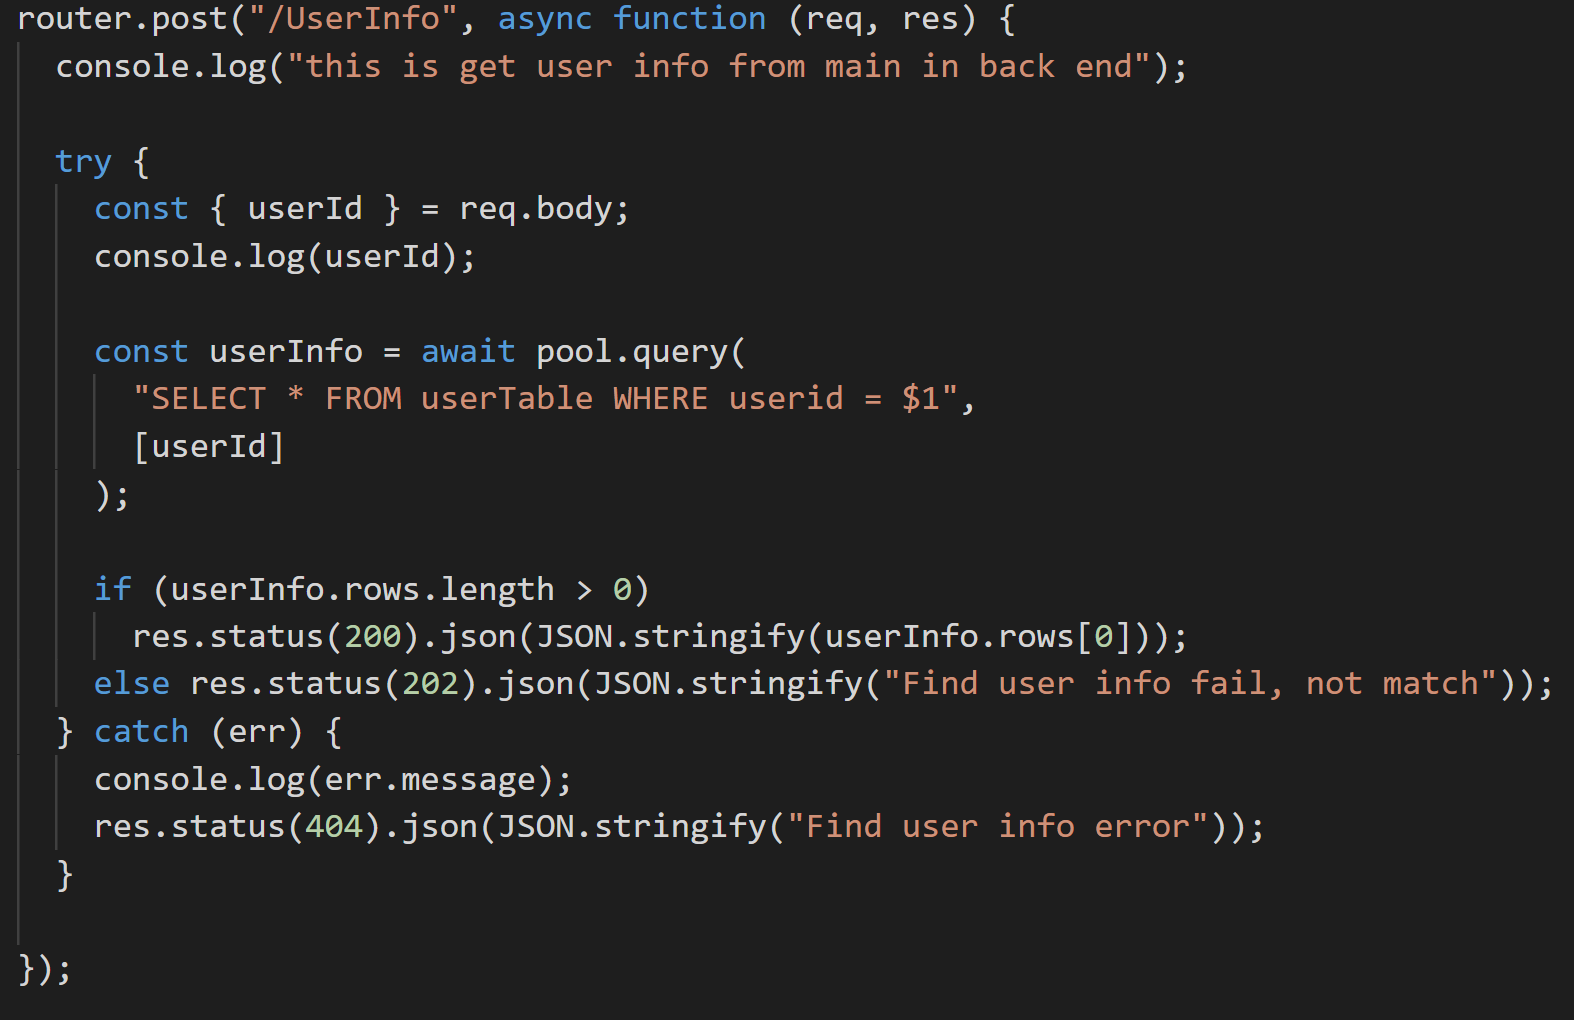 router.post("/UserInfo", async function (req, res) {
  console.log("this is get user info from main in back end");

  try {
    const { userId } = req.body;
    console.log(userId);

    const userInfo = await pool.query(
      "SELECT * FROM userTable WHERE userid = $1",
      [userId]
    );

    if (userInfo.rows.length > 0)
      res.status(200).json(JSON.stringify(userInfo.rows[0]));
    else res.status(202).json(JSON.stringify("Find user info fail, not match"));
  } catch (err) {
    console.log(err.message);
    res.status(404).json(JSON.stringify("Find user info error"));
  }

});